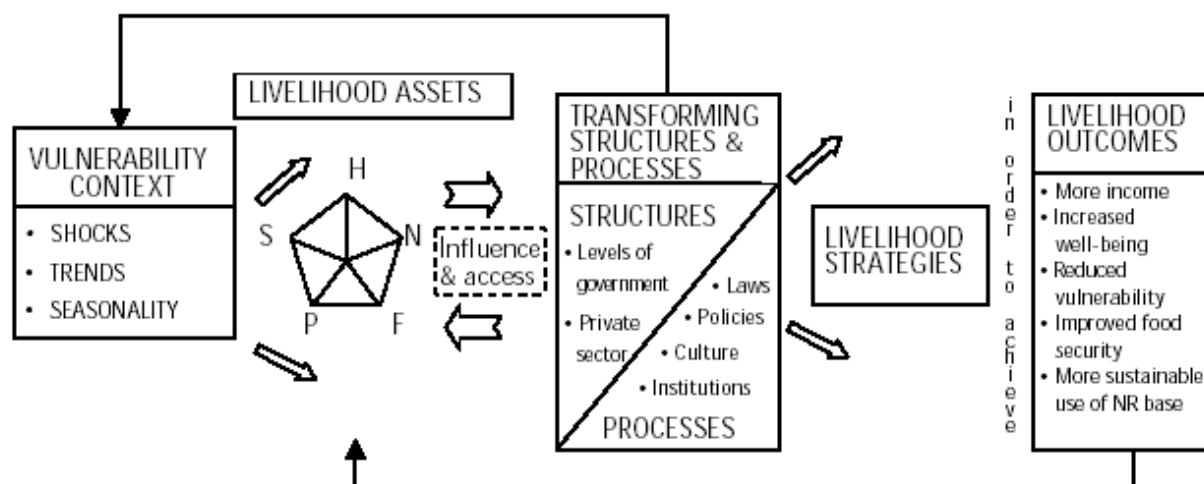 LIVELIHOOD ASSETS
VULNERABILITY
CONTEXT
• SHOCKS
• TRENDS
• SEASONALITY
H
S
N
P
F
Influence
& access
TRANSFORMING
STRUCTURES &
PROCESSES
STRUCTURES
• Levels of
government
• Private
sector
• Laws
• Policies
• Culture
• Institutions
PROCESSES
LIVELIHOOD
STRATEGIES
in order to achieve
LIVELIHOOD
OUTCOMES
• More income
• Increased
well-being
• Reduced
vulnerability
• Improved food
security
• More sustainable
use of NR base